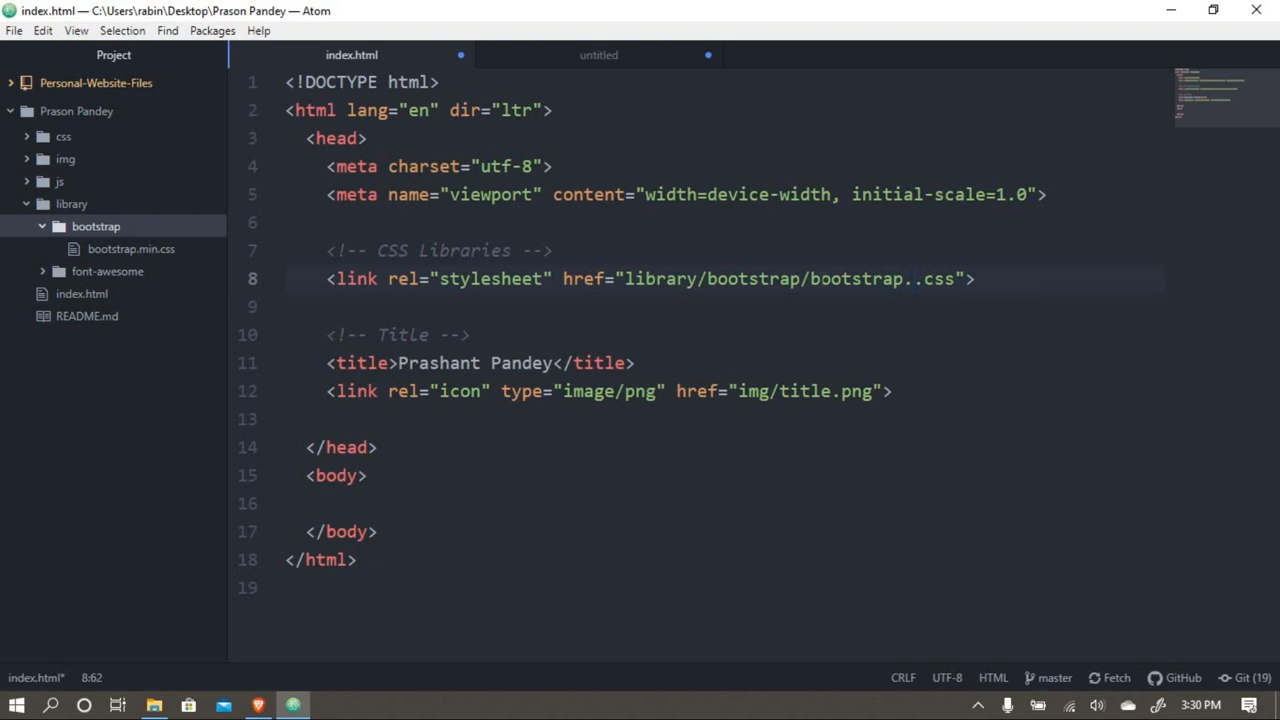 index.html — C:\Users\rabin\Desktop\Prason Pandey — Atom
File Edit View Selection Find Packages Help
Project
Personal-Website-Files
Prason Pandey
css
img
js
library
bootstrap
bootstrap.min.css
font-awesome
index.html
README.md
index.html untitled
1 <!DOCTYPE html>
2 <html lang="en" dir="ltr">
3 <head>
4 <meta charset="utf-8">
5 <meta name="viewport" content="width=device-width, initial-scale=1.0">
6
7 <!-- CSS Libraries -->
8 <link rel="stylesheet" href="library/bootstrap/bootstrap..css">
9
10 <!-- Title -->
11 <title>Prashant Pandey</title>
12 <link rel="icon" type="image/png" href="img/title.png">
13
14 </head>
15 <body>
16
17 </body>
18 </html>
19
index.html* 8:62 CRLF UTF-8 HTML master Fetch GitHub Git (19)
3:30 PM